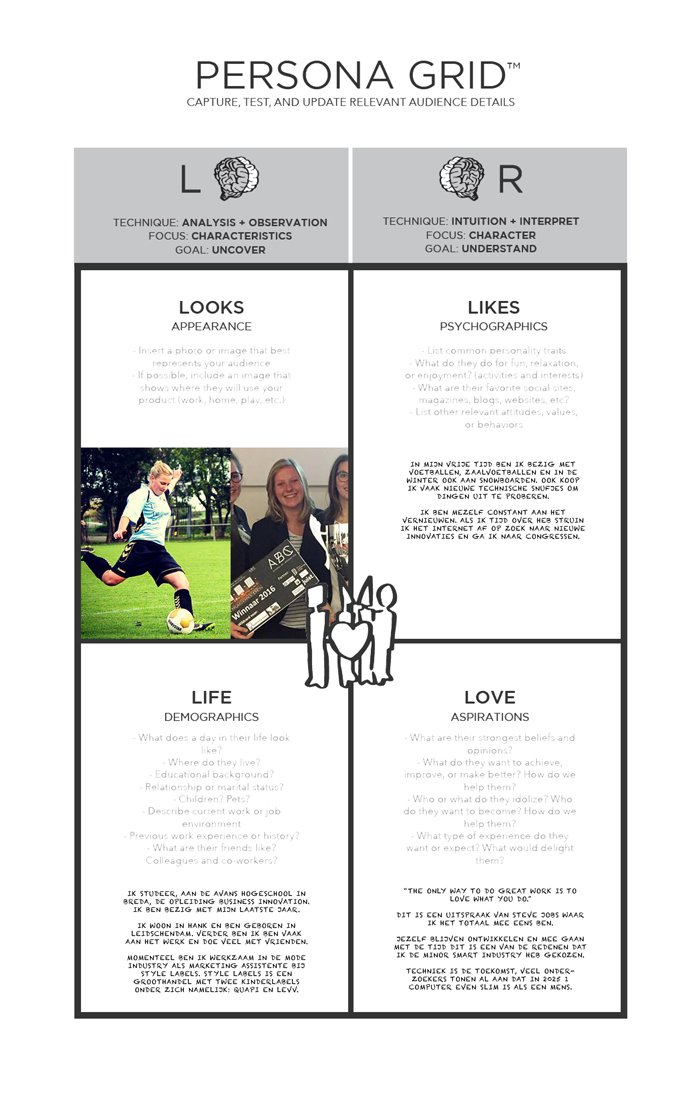 PERSONA GRID™
CAPTURE, TEST, AND UPDATE RELEVANT AUDIENCE DETAILS
L
TECHNIQUE: ANALYSIS + OBSERVATION
FOCUS: CHARACTERISTICS
GOAL: UNCOVER
R
TECHNIQUE: INTUITION + INTERPRET
FOCUS: CHARACTER
GOAL: UNDERSTAND
LOOKS
APPEARANCE
- Insert a photo or image that best
represents your audience
- If possible, include an image that
shows where they will use your
product (work, home, play, etc.)
ABC
Winnaar 2016
LIKES
PSYCHOGRAPHICS
- List common personality traits
- What do they do for fun, relaxation,
or enjoyment? (activities and interests)
- What are their favorite social sites,
magazines, blogs, websites, etc?
- List other relevant attitudes, values,
or behaviors
IN MIJN VRIJE TIJD BEN IK BEZIG MET
VOETBALLEN, ZAALVOETBALLEN EN IN DE
WINTER OOK AAN SNOWBOARDEN. OOK KOOP
IK VAAK NIEUWE TECHNISCHE SNUFJES OM
DINGEN UIT TE PROBEREN.
IK BEN MEZELF CONSTANT AAN HET
VERNIEUWEN. ALS IK TIJD OVER HEB STRUIN
IK HET INTERNET AF OP ZOEK NAAR NIEUWE
INNOVATIES EN GA IK NAAR CONGRESSEN.
LIFE
DEMOGRAPHICS
- What does a day in their life look
like?
- Where do they live?
- Educational background?
- Relationship or marital status?
- Children? Pets?
- Describe current work or job
environment
- Previous work experience or history?
- What are their friends like?
Colleagues and co-workers?
IK STUDEER, AAN DE AVANS HOGESCHOOL IN
BREDA, DE OPLEIDING BUSINESS INNOVATION.
IK BEN BEZIG MET MIJN LAATSTE JAAR.
IK WOON IN HANK EN BEN GEBOREN IN
LEIDSCHENDAM. VERDER BEN IK BEN VAAK
AAN HET WERK EN DOE VEEL MET VRIENDEN.
MOMENTEEL BEN IK WERKZAAM IN DE MODE
INDUSTRY ALS MARKETING ASSISTENTE BIJ
STYLE LABELS. STYLE LABELS IS EEN
GROOTHANDEL MET TWEE KINDERLABELS
ONDER ZICH NAMELIJK: QUAPI EN LEVV.
LOVE
ASPIRATIONS
- What are their strongest beliefs and
opinions?
- What do they want to achieve,
improve, or make better? How do we
help them?
- Who or what do they idolize? Who
do they want to become? How do we
help them?
- What type of experience do they
want or expect? What would delight
them?
"THE ONLY WAY TO DO GREAT WORK IS TO
LOVE WHAT YOU DO."
DIT IS EEN UITSPRAAK VAN STEVE JOBS WAAR
IK HET TOTAAL MEE EENS BEN.
JEZELF BLIJVEN ONTWIKKELEN EN MEE GAAN
MET DE TIJD DIT IS EEN VAN DE REDENEN DAT
IK DE MINOR SMART INDUSTRY HEB GEKOZEN.
TECHNIEK IS DE TOEKOMST, VEEL ONDER-
ZOEKERS TONEN AL AAN DAT IN 2025 1
COMPUTER EVEN SLIM IS ALS EEN MENS.